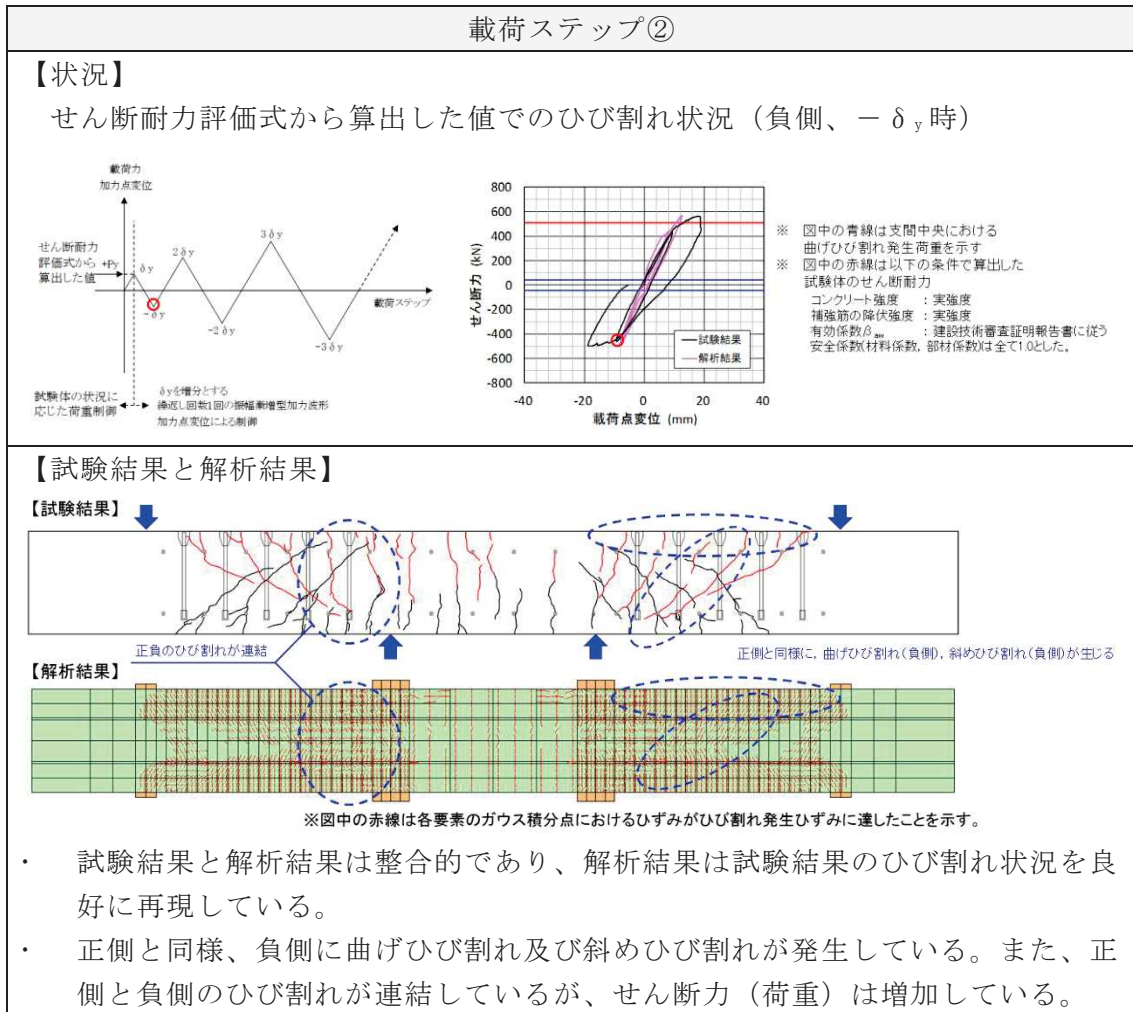 載荷ステップ②
【状況】
せん断耐力評価式から算出した値でのひび割れ状況（負側、－δy時）
載荷力
加力点変位
せん断耐力
評価式から
算出した値
+Py
δy
2δy
3δy
-δy
-2δy
-3δy
載荷ステップ
試験体の状況に
応じた荷重制御
δyを増分とする
繰返し回数1回の振幅漸増型加力波形
加力点変位による制御
せん断力 (kN)
800
600
400
200
0
-200
-400
-600
-800
-40
-20
0
20
40
載荷点変位 (mm)
試験結果
解析結果
※ 図中の青線は支間中央における
曲げひび割れ発生荷重を示す
※ 図中の赤線は以下の条件で算出した
試験体のせん断耐力
コンクリート強度 ：実強度
補強筋の降伏強度 ：実強度
有効係数βaw ：建設技術審査証明報告書に従う
安全係数(材料係数, 部材係数)は全て1.0とした。
【試験結果と解析結果】
【試験結果】
正負のひび割れが連結
正側と同様に, 曲げひび割れ(負側), 斜めひび割れ(負側)が生じる
【解析結果】
※図中の赤線は各要素のガウス積分点におけるひずみがひび割れ発生ひずみに達したことを示す。
・ 試験結果と解析結果は整合的であり、解析結果は試験結果のひび割れ状況を良
好に再現している。
・ 正側と同様、負側に曲げひび割れ及び斜めひび割れが発生している。また、正
側と負側のひび割れが連結しているが、せん断力（荷重）は増加している。